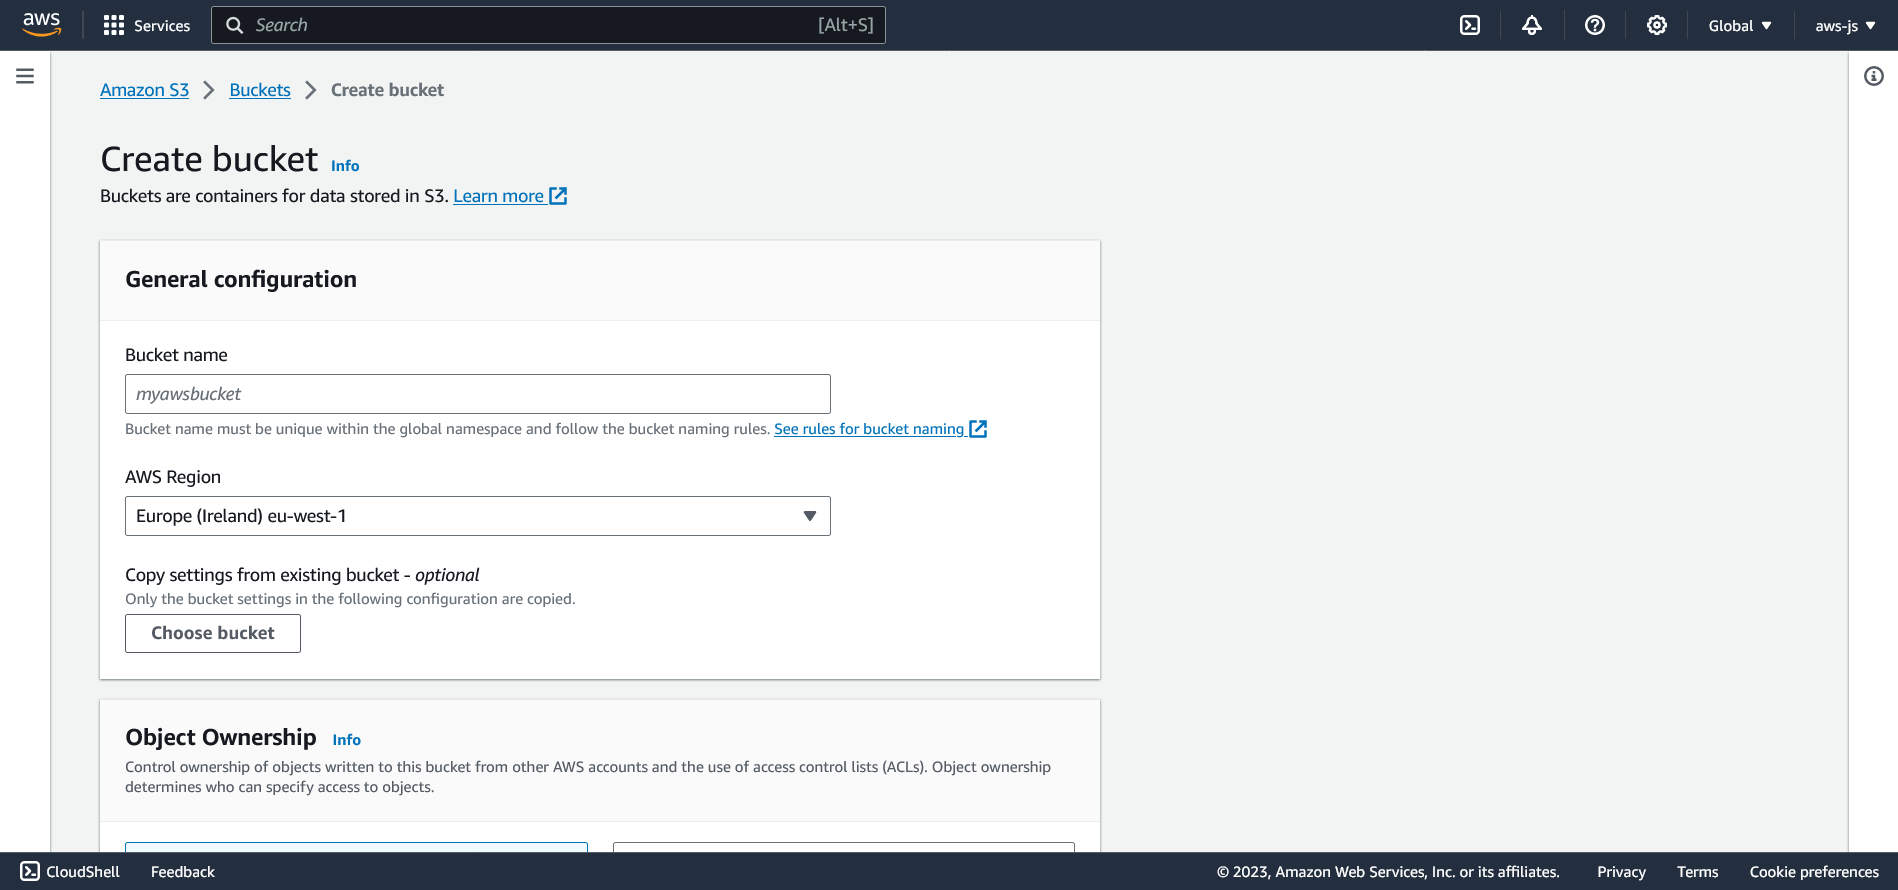 aws
Services
Search
[Alt+S]
Global
aws-js
Amazon S3
Buckets
Create bucket
Create bucket Info
Buckets are containers for data stored in S3. Learn more
General configuration
Bucket name
myawsbucket
Bucket name must be unique within the global namespace and follow the bucket naming rules. See rules for bucket naming
AWS Region
Europe (Ireland) eu-west-1
Copy settings from existing bucket - optional
Only the bucket settings in the following configuration are copied.
Choose bucket
Object Ownership Info
Control ownership of objects written to this bucket from other AWS accounts and the use of access control lists (ACLs). Object ownership
determines who can specify access to objects.
CloudShell
Feedback
© 2023, Amazon Web Services, Inc. or its affiliates.
Privacy
Terms
Cookie preferences